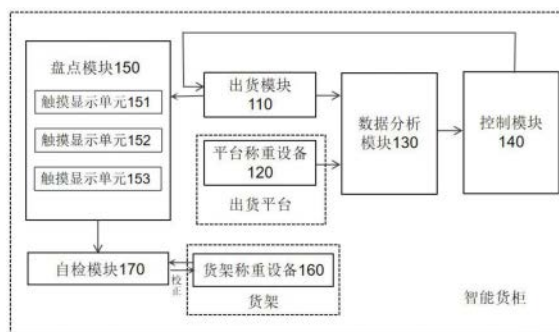 盘点模块150
触摸显示单元151
触摸显示单元152
触摸显示单元153
出货模块
110
平台称重设备
120
出货平台
数据分析
模块130
控制模块
140
自检模块170
校正
货架称重设备160
货架
智能货柜